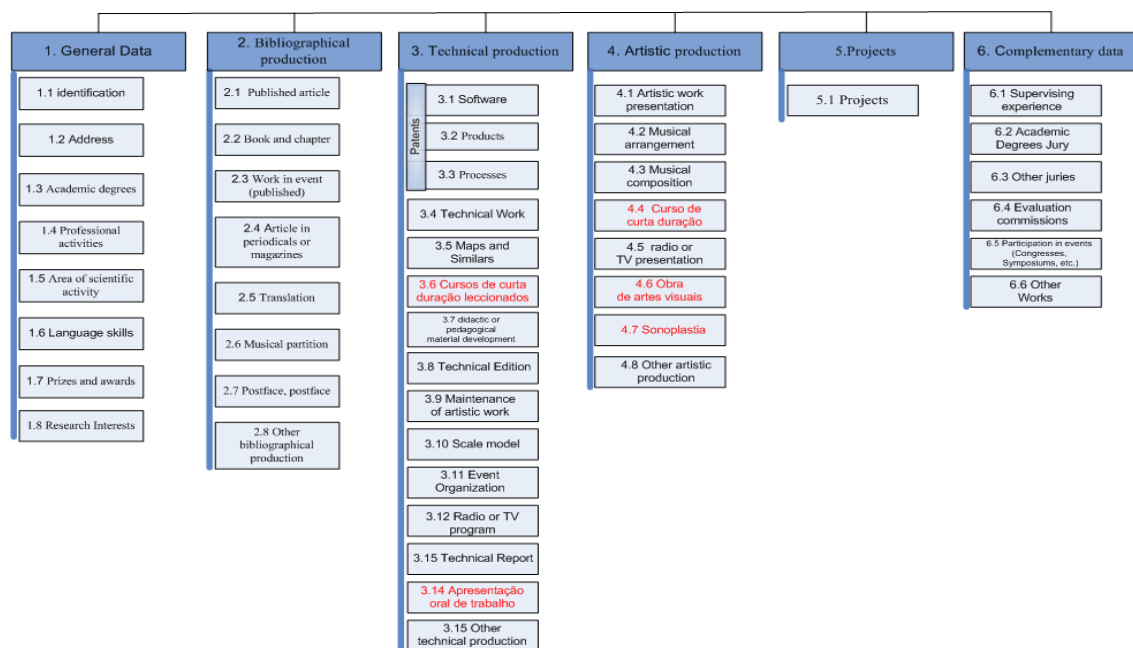 1. General Data
1.1 identification
1.2 Address
1.3 Academic degrees
1.4 Professional
activities
1.5 Area of scientific
activity
1.6 Language skills
1.7 Prizes and awards
1.8 Research Interests
2. Bibliographical
production
2.1 Published article
2.2 Book and chapter
2.3 Work in event
(published)
2.4 Article in
periodicals or
magazines
2.5 Translation
2.6 Musical partition
2.7 Postface, postface
2.8 Other
bibliographical
production
3. Technical production
Patents
3.1 Software
3.2 Products
3.3 Processes
3.4 Technical Work
3.5 Maps and
Similars
3.6 Cursos de curta
duração leccionados
3.7 didactic or
pedagogical
material development
3.8 Technical Edition
3.9 Maintenance
of artistic work
3.10 Scale model
3.11 Event
Organization
3.12 Radio or TV
program
3.15 Technical Report
3.14 Apresentação
oral de trabalho
3.15 Other
technical production
4. Artistic production
4.1 Artistic work
presentation
4.2 Musical
arrangement
4.3 Musical
composition
4.4 Curso de
curta duração
4.5 radio or
TV presentation
4.6 Obra
de artes visuais
4.7 Sonoplastia
4.8 Other artistic
production
5.Projects
5.1 Projects
6. Complementary data
6.1 Supervising
experience
6.2 Academic
Degrees Jury
6.3 Other juries
6.4 Evaluation
commissions
6.5 Participation in events
(Congresses,
Symposiums, etc.)
6.6 Other
Works